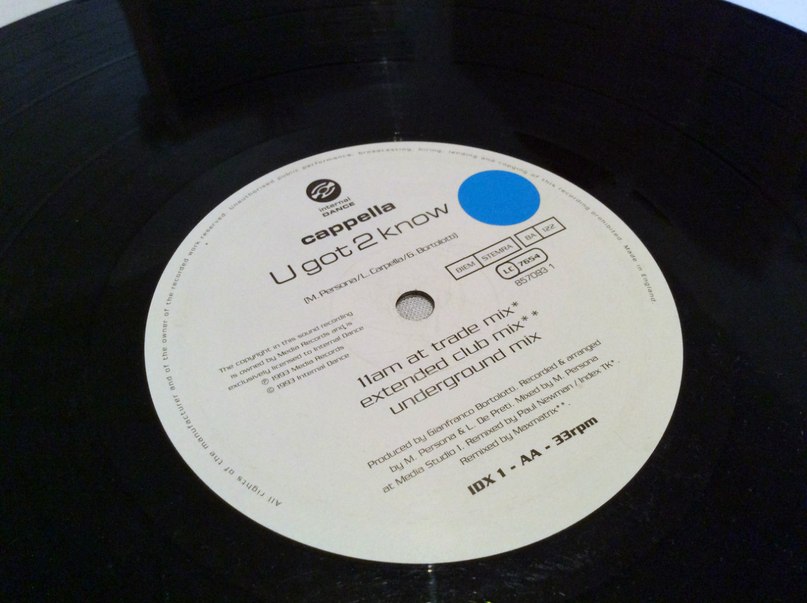 internal
DANCE
cappella
U got 2 know
[M. Persona/L. Carpella/G. Bortolotti]
BIEM STEMRA BA 122
LC 7654
857093 1
The copyright in this sound recording
is owned by Media Records and is
exclusively licensed to Internal Dance
℗ 1993 Media Records
© 1993 Internal Dance
11am at trade mix*
extended club mix**
underground mix
Produced by Gianfranco Bortolotti. Recorded & arranged
by M. Persona & L. De Preti. Mixed by M. Persona
at Media Studio 1. Remixed by Paul Newman / Index TK*.
Remixed by Maxmatrix**.
IDX 1 - AA - 33rpm
All rights of the manufacturer and of the owner of the recorded work reserved. Unauthorised public performance, broadcasting, hiring, lending and copying of this recording prohibited. Made in England.